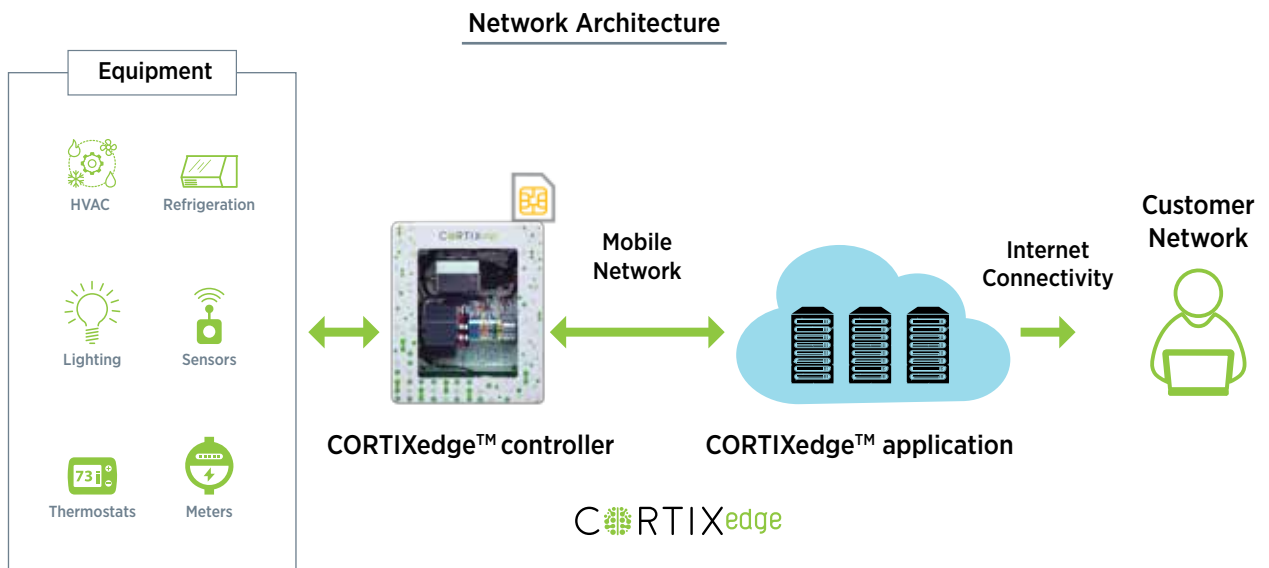 Network Architecture
Equipment
HVAC
Refrigeration
Lighting
Sensors
73
Thermostats
Meters
CORTIXedge
CORTIXedge™ controller
Mobile
Network
CORTIXedge™ application
Internet
Connectivity
Customer
Network
CORTIXedge